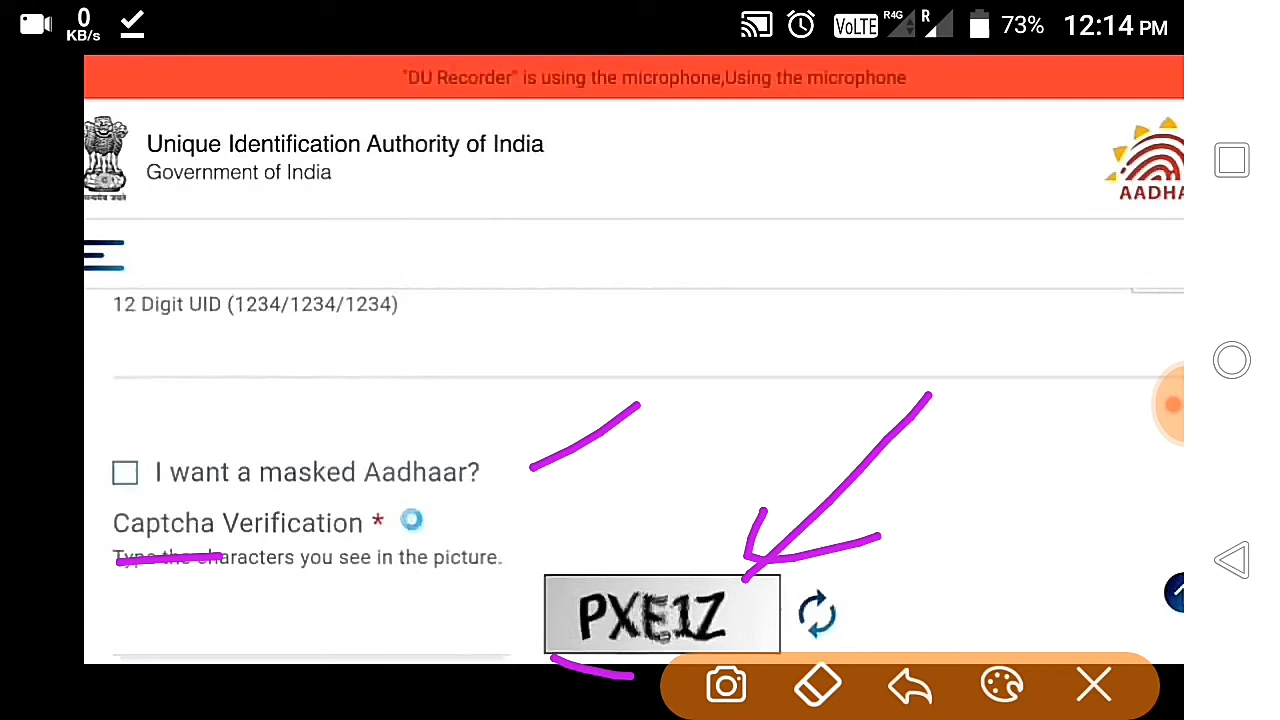 0
KB/s
VoLTE
R4G
R
73%
12:14 PM
"DU Recorder" is using the microphone,Using the microphone
Unique Identification Authority of India
Government of India
AADHA
12 Digit UID (1234/1234/1234)
I want a masked Aadhaar?
Captcha Verification *
Type the characters you see in the picture.
PXE1Z